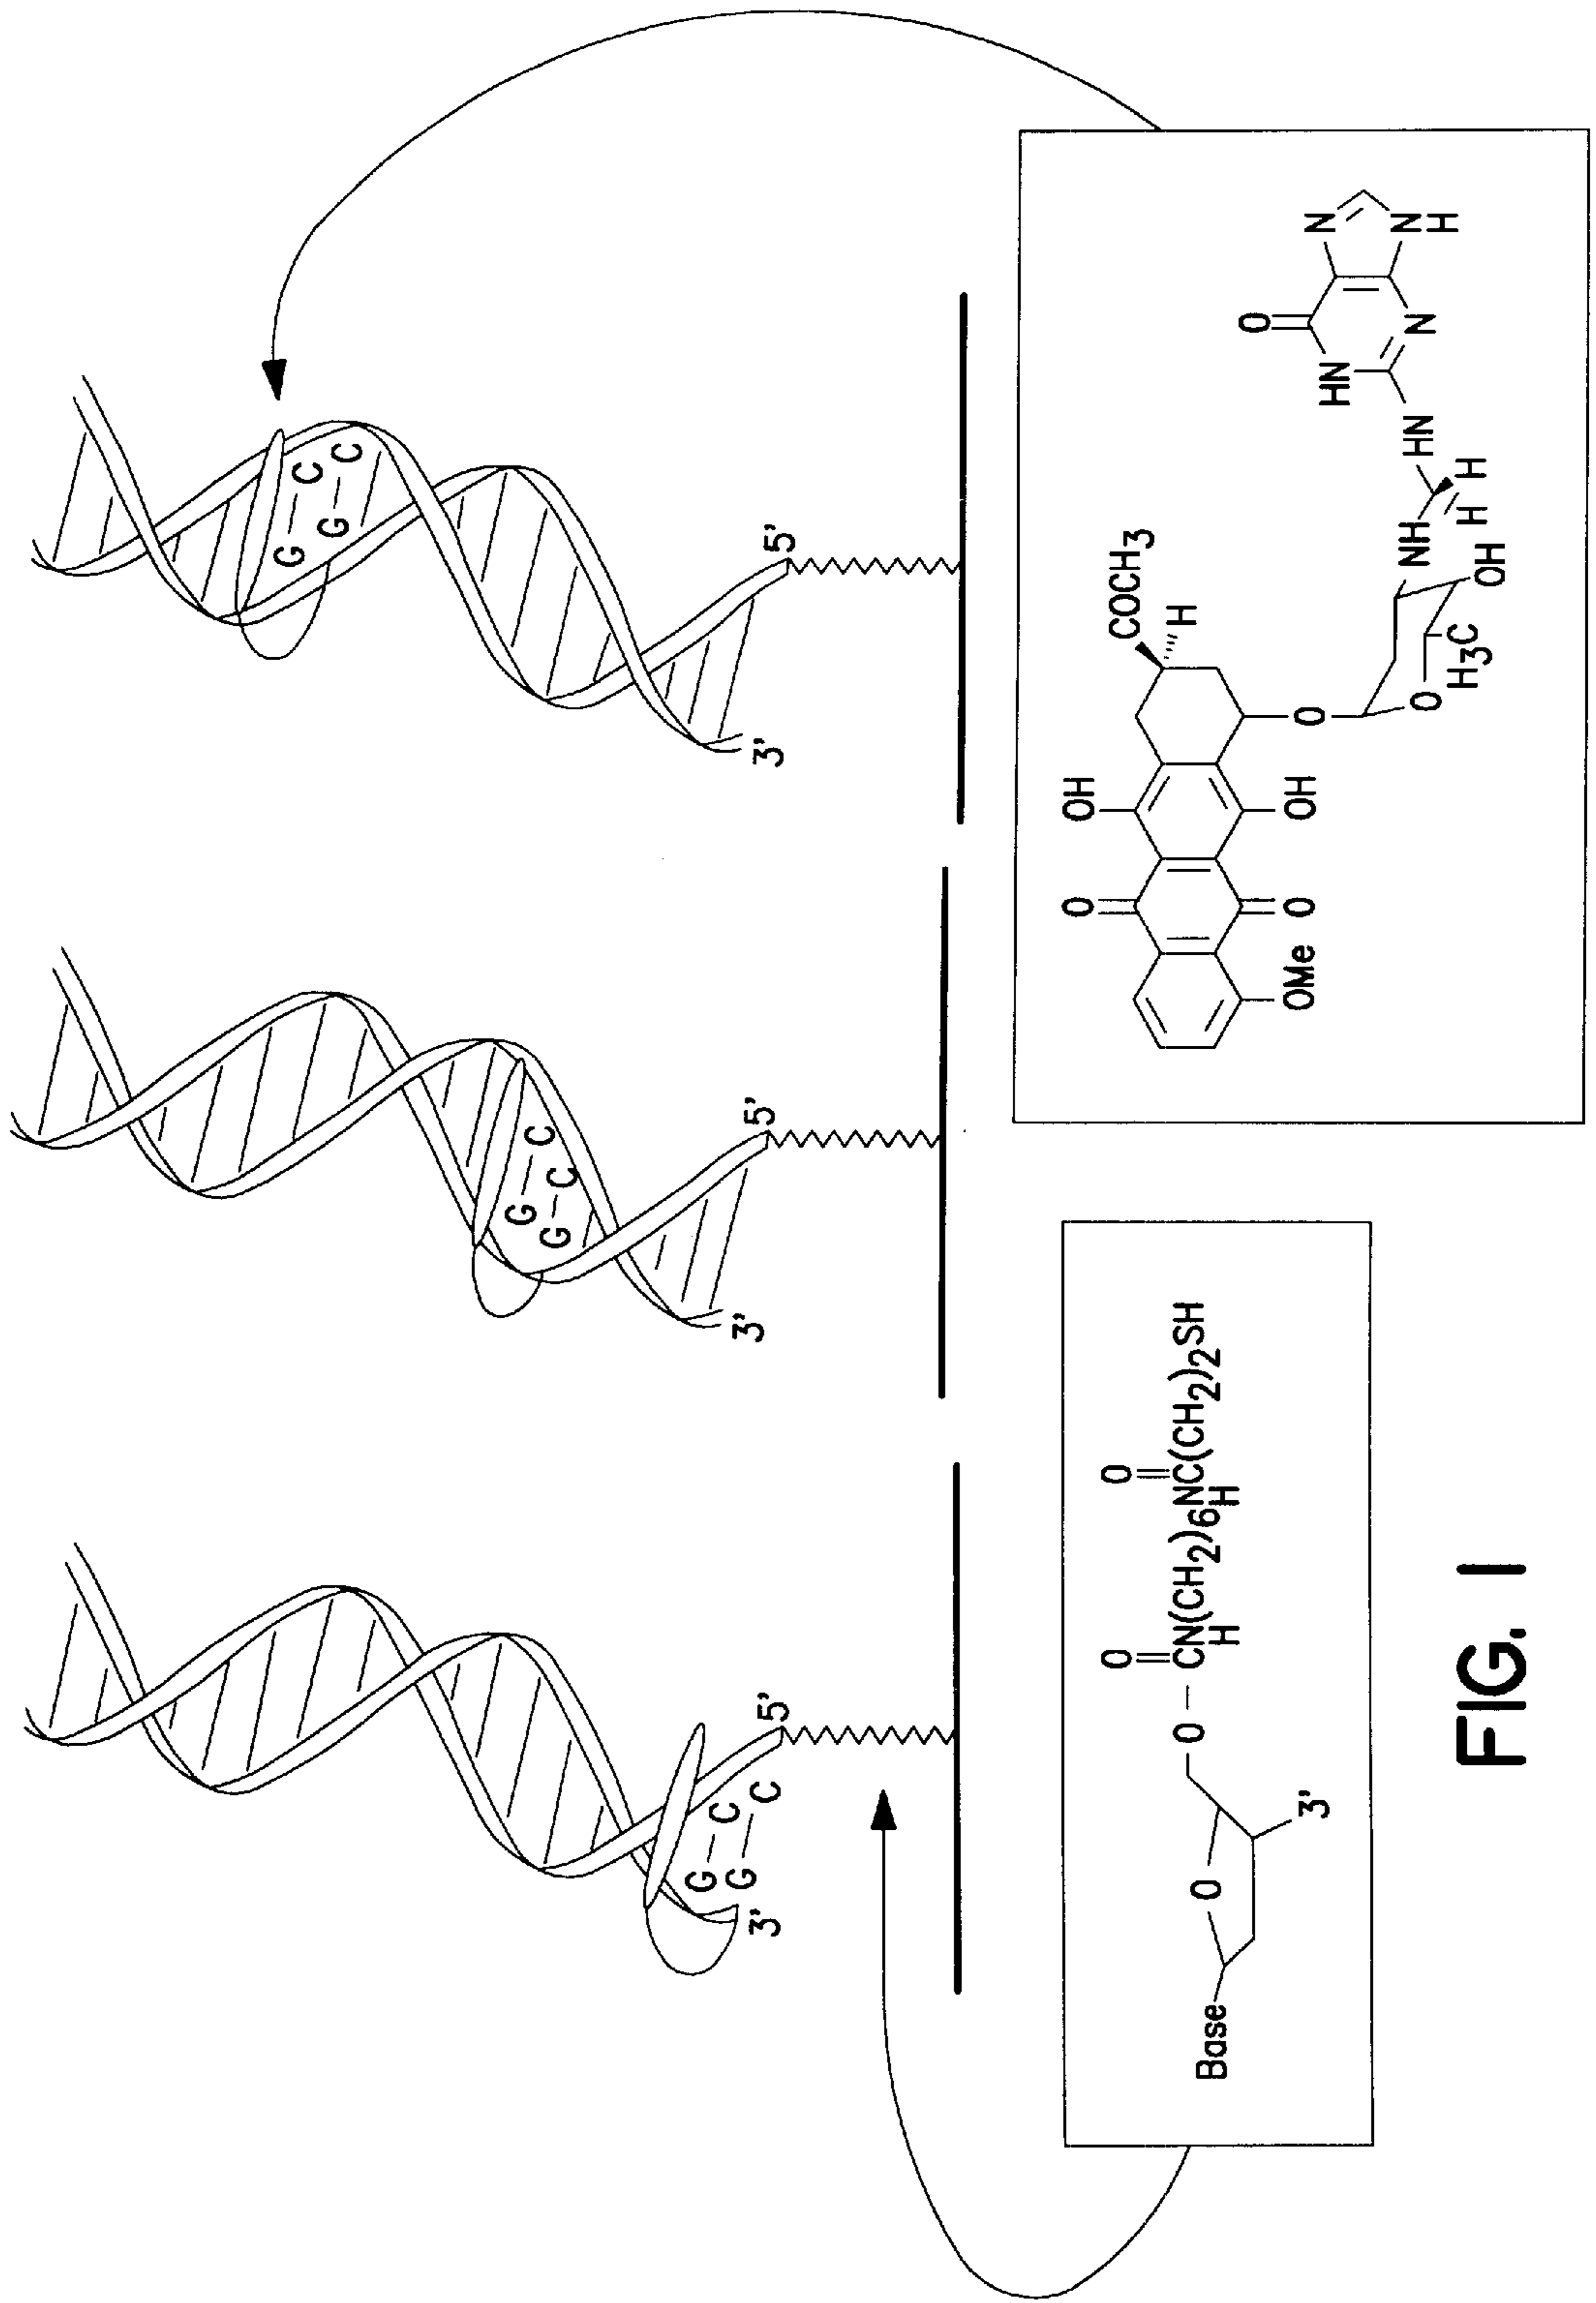 G — C
G — C
3' 5'
G — C
G — C
3' 5'
G — C
G — C
3' 5'
O O
Base O O — CN(CH2)6NC(CH2)2SH
H H
3'
O OH COCH3
H
OMe O OH O
O
HN N
O NH HN N NH
H3C H H
OH
FIG. 1